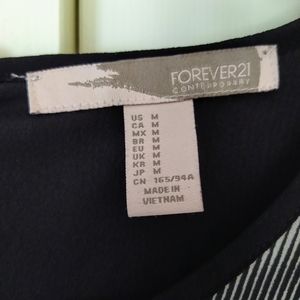 FOREVER21
CONTEMPORARY
US M
CA M
MX M
BR M
EU M
UK M
KR M
JP M
CN 165/94A
MADE IN
VIETNAM